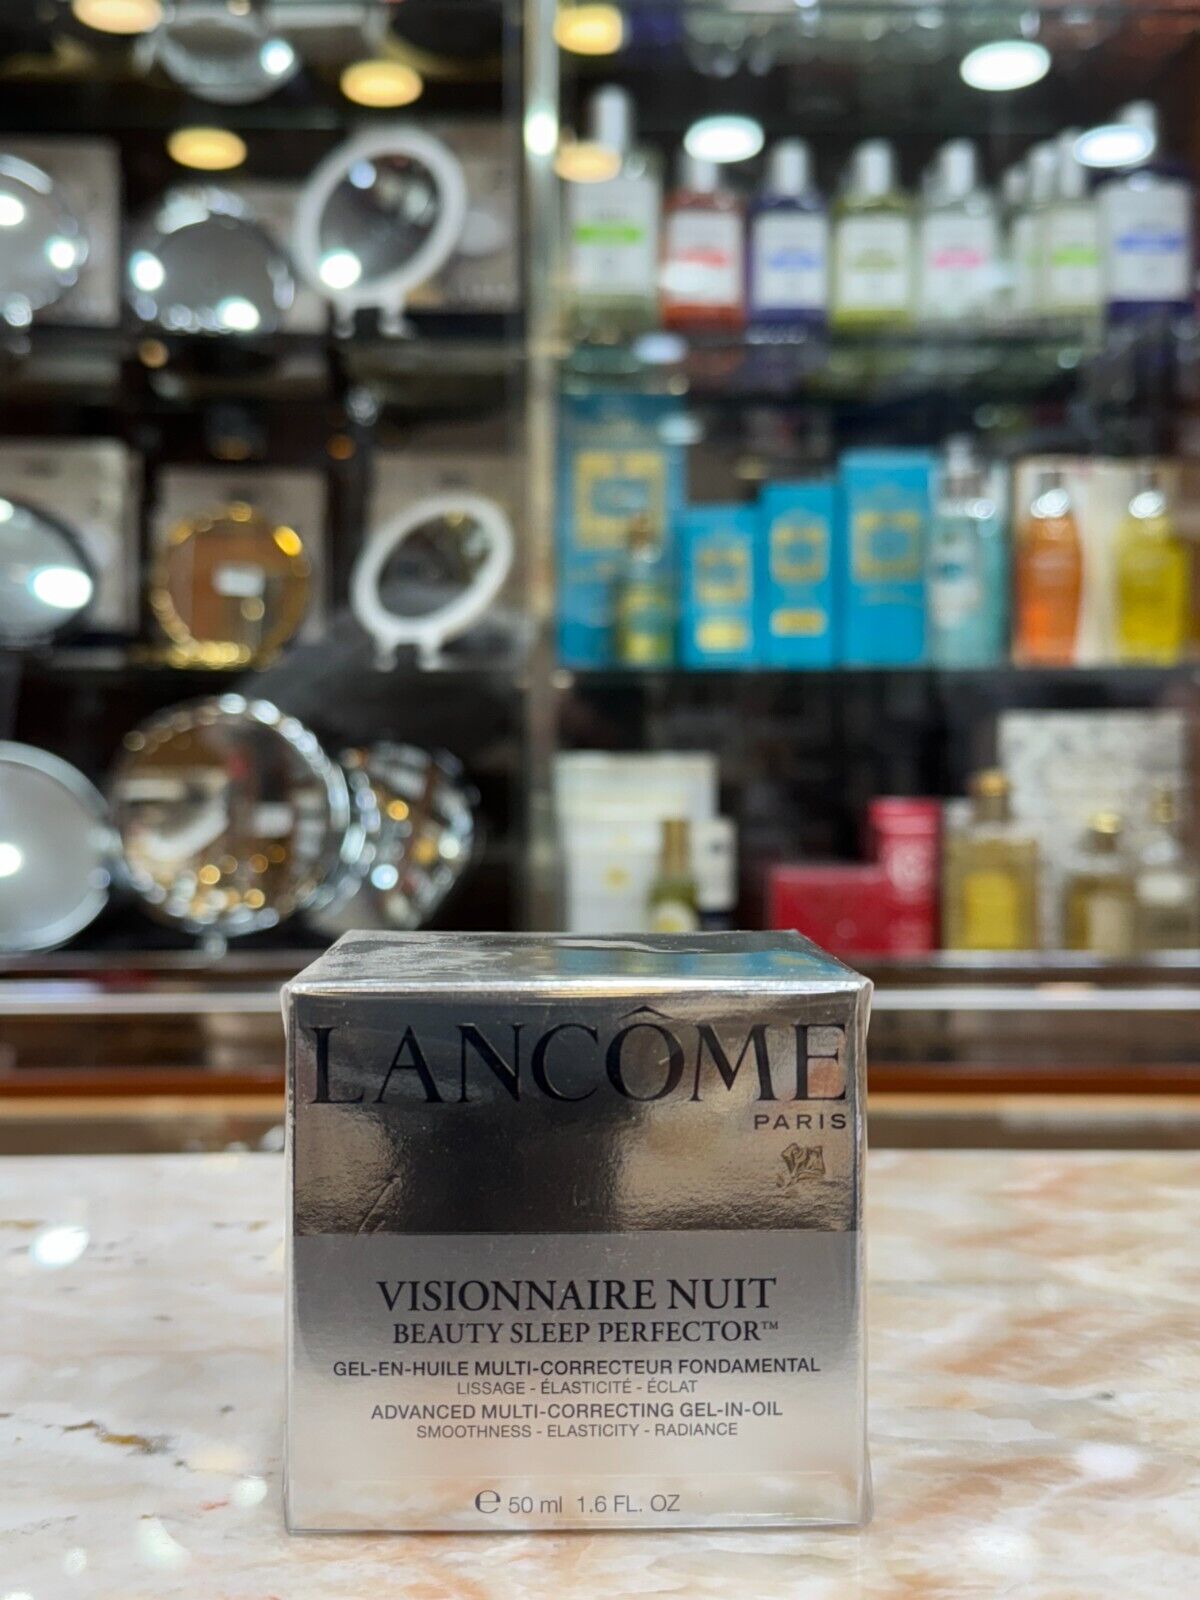 LANCÔME
PARIS
VISIONNAIRE NUIT
BEAUTY SLEEP PERFECTOR™
GEL-EN-HUILE MULTI-CORRECTEUR FONDAMENTAL
LISSAGE - ÉLASTICITÉ - ÉCLAT
ADVANCED MULTI-CORRECTING GEL-IN-OIL
SMOOTHNESS - ELASTICITY - RADIANCE
℮ 50 ml 1.6 FL. OZ